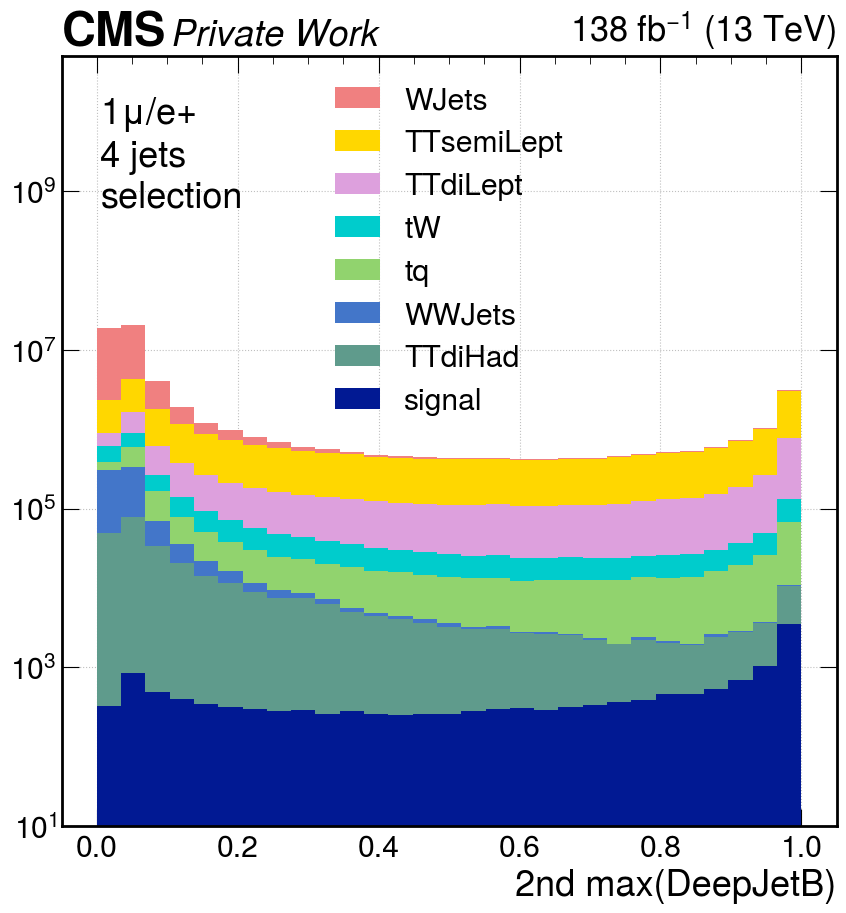 CMS Private Work 138 fb⁻¹ (13 TeV)
1μ/e+
4 jets
selection
WJets
TTsemiLept
TTdiLept
tW
tq
WWJets
TTdiHad
signal
10⁹
10⁷
10⁵
10³
10¹
0.0 0.2 0.4 0.6 0.8 1.0
2nd max(DeepJetB)